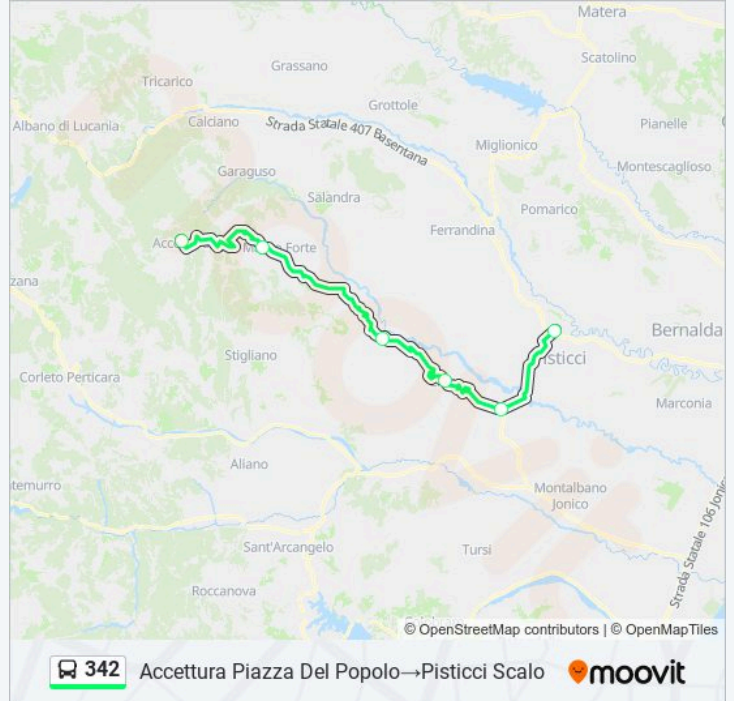 Matera
Scatolino
Grassano
Tricarico
Grottole
Albano di Lucania
Calciano
Strada Statale 407 Basentana
Pianelle
Miglionico
Montescaglioso
Garaguso
Salandra
Pomarico
Ferrandina
Acc
M
Forte
zana
Bernalda
isticci
Stigliano
Corleto Perticara
Marconia
Aliano
temurro
Montalbano
Jonico
Strada Statale 106 Jonic
Sant'Arcangelo
Tursi
Roccanova
© OpenStreetMap contributors | © OpenMapTiles
342 Accettura Piazza Del Popolo→Pisticci Scalo moovit